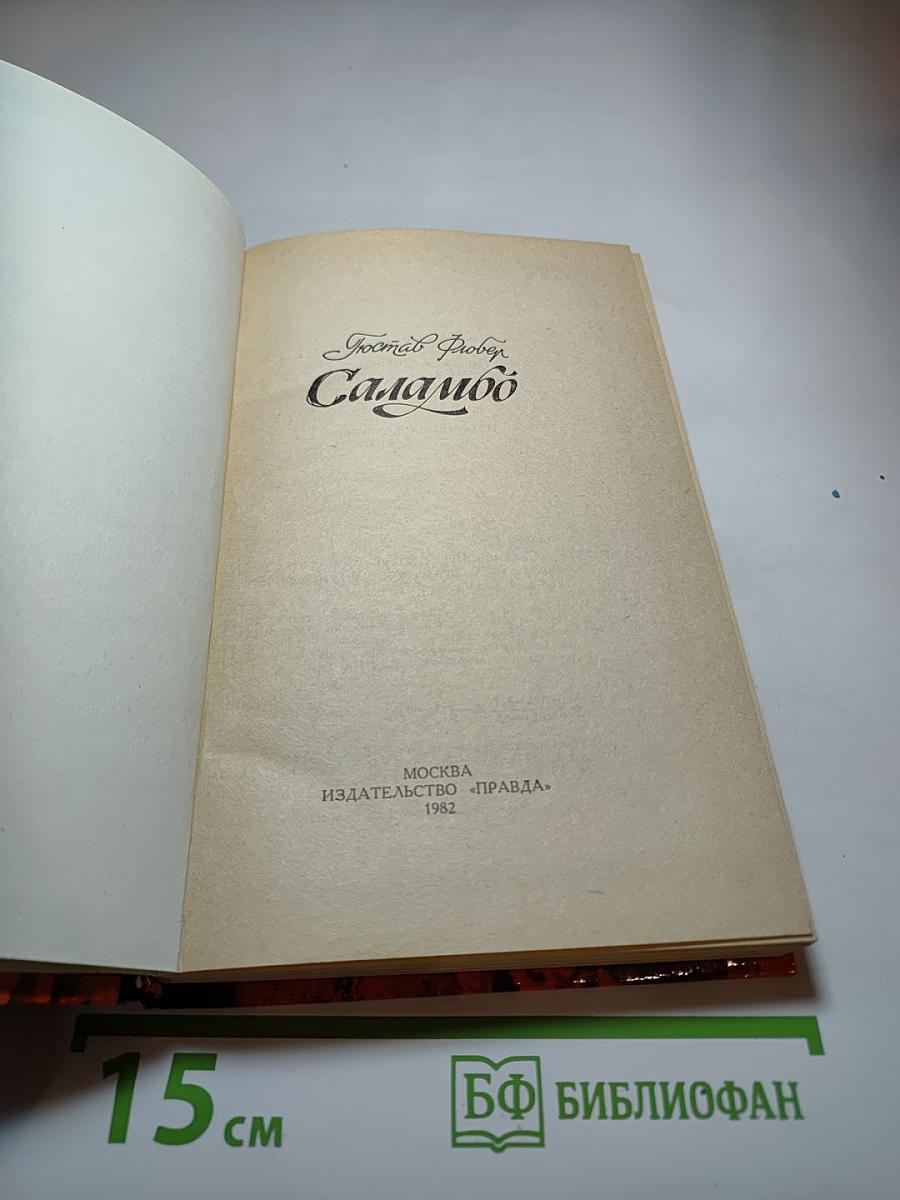 Гюстав Флобер
Саламбо
МОСКВА
ИЗДАТЕЛЬСТВО «ПРАВДА»
1982
15 см
БФ БИБЛИОФАН